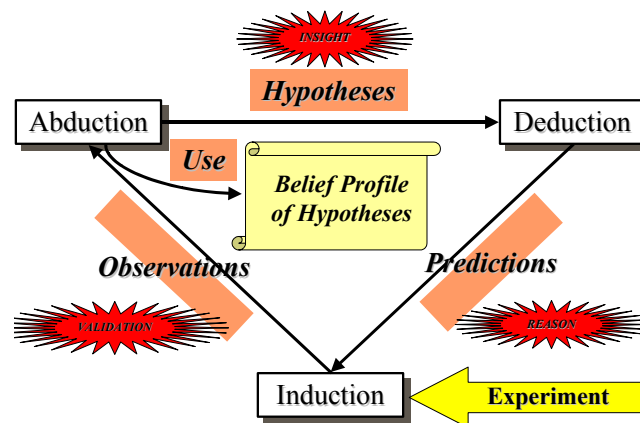 INSIGHT
Hypotheses
Abduction
Deduction
Use
Belief Profile
of Hypotheses
Observations
Predictions
VALIDATION
REASON
Induction
Experiment